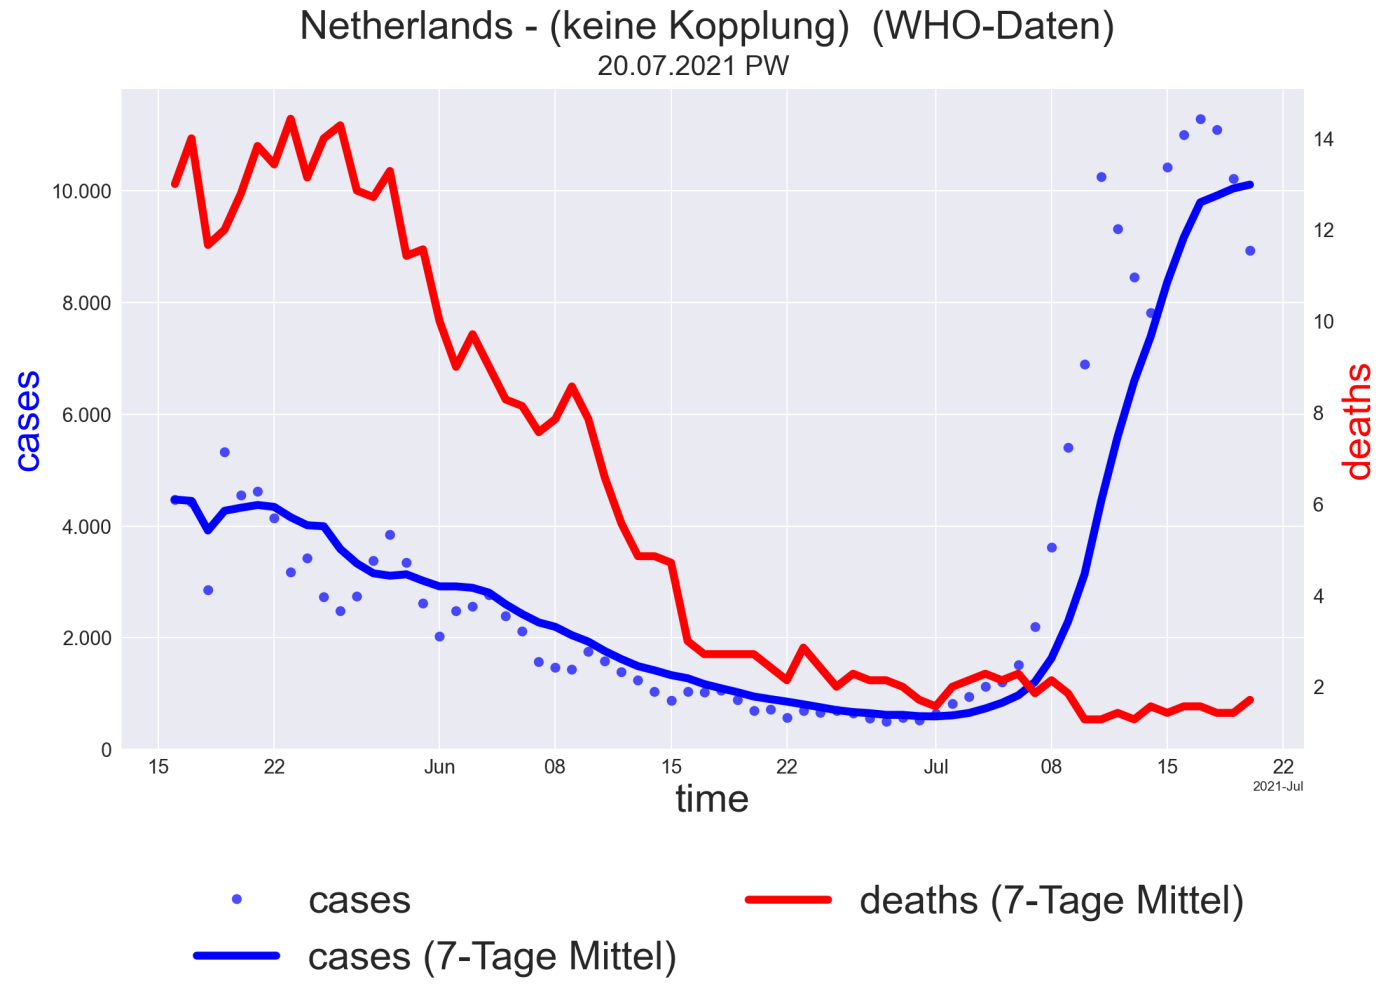 Netherlands - (keine Kopplung) (WHO-Daten)
20.07.2021 PW
cases
10.000
8.000
6.000
4.000
2.000
0
14
12
10
8
6
4
2
deaths
15 22 Jun 08 15 22 Jul 08 15 22
2021-Jul
time
cases
cases (7-Tage Mittel)
deaths (7-Tage Mittel)